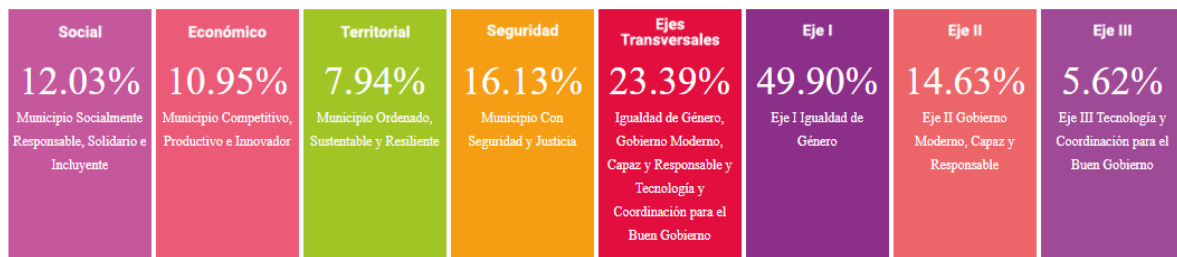 Social
12.03%
Municipio Socialmente
Responsable, Solidario e
Incluyente
Económico
10.95%
Municipio Competitivo,
Productivo e Innovador
Territorial
7.94%
Municipio Ordenado,
Sustentable y Resiliente
Seguridad
16.13%
Municipio Con
Seguridad y Justicia
Ejes
Transversales
23.39%
Igualdad de Género,
Gobierno Moderno,
Capaz y Responsable y
Tecnología y
Coordinación para el
Buen Gobierno
Eje I
49.90%
Eje I Igualdad de
Género
Eje II
14.63%
Eje II Gobierno
Moderno, Capaz y
Responsable
Eje III
5.62%
Eje III Tecnología y
Coordinación para el
Buen Gobierno